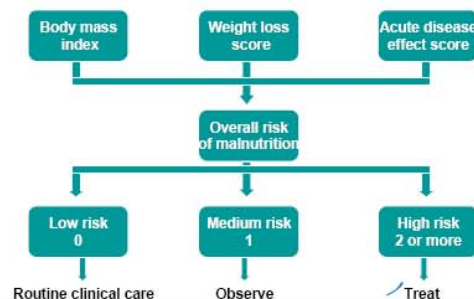 Body mass
index
Weight loss
score
Acute disease
effect score
Overall risk
of malnutrition
Low risk
0
Medium risk
1
High risk
2 or more
Routine clinical care
Observe
Treat